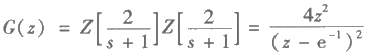 G(z) = Z[2/(s + 1)]Z[2/(s + 1)] = 4z²/(z − e⁻¹)²